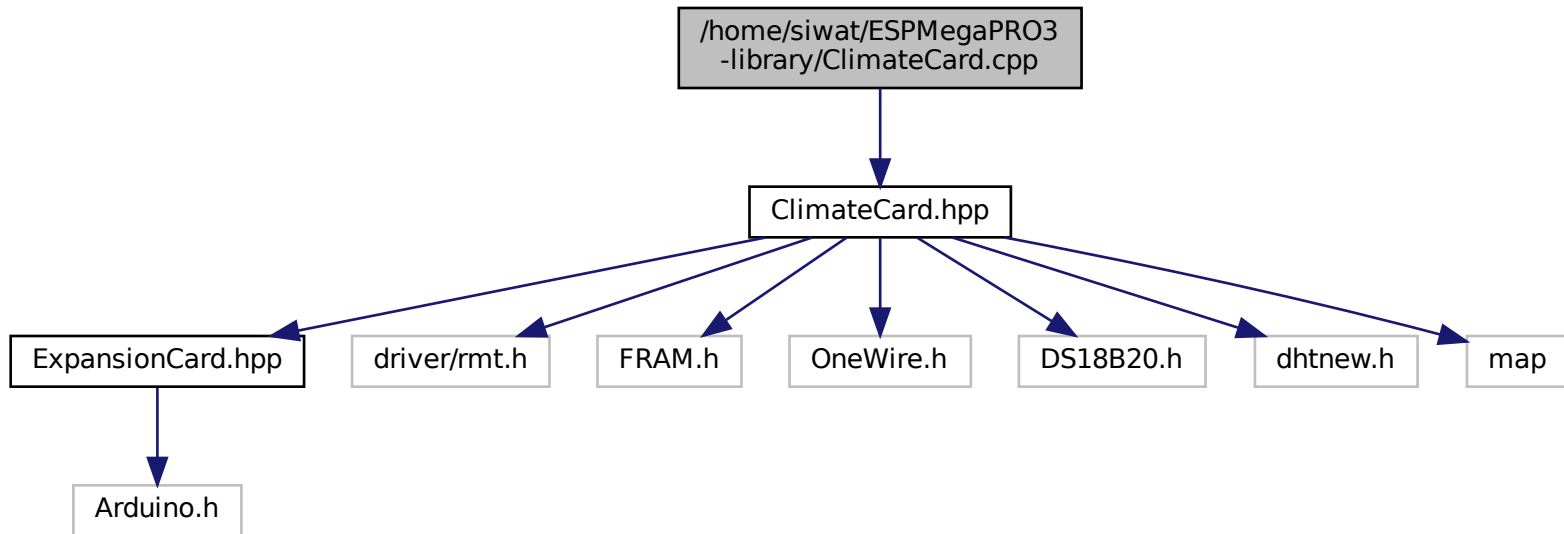 /home/siwat/ESPMegaPRO3
-library/ClimateCard.cpp
ClimateCard.hpp
ExpansionCard.hpp
driver/rmt.h
FRAM.h
OneWire.h
DS18B20.h
dhtnew.h
map
Arduino.h